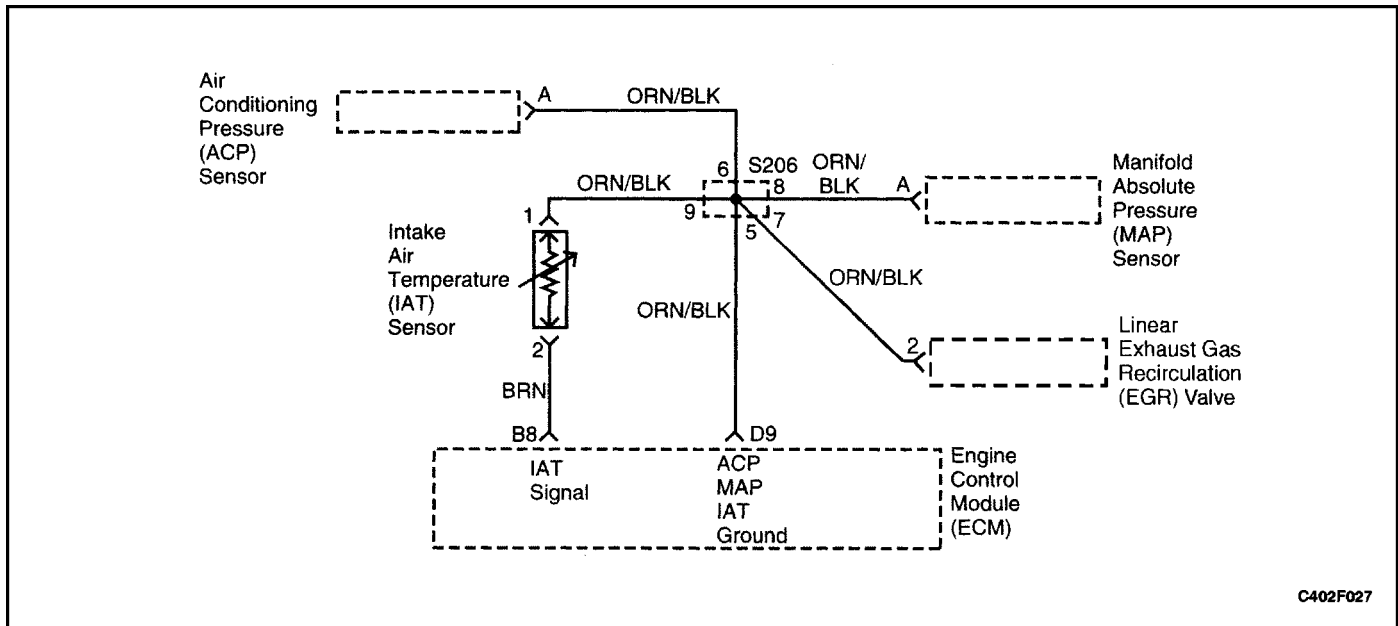 Air
Conditioning
Pressure
(ACP)
Sensor
A
ORN/BLK
6
S206
ORN/
BLK
8
A
Manifold
Absolute
Pressure
(MAP)
Sensor
ORN/BLK
9
7
5
1
Intake
Air
Temperature
(IAT)
Sensor
ORN/BLK
ORN/BLK
2
Linear
Exhaust Gas
Recirculation
(EGR) Valve
2
BRN
B8
D9
IAT
Signal
ACP
MAP
IAT
Ground
Engine
Control
Module
(ECM)
C402F027